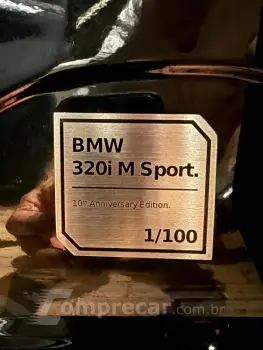 BMW
320i M Sport.
10th Anniversary Edition.
1/100
comprecar.com.br